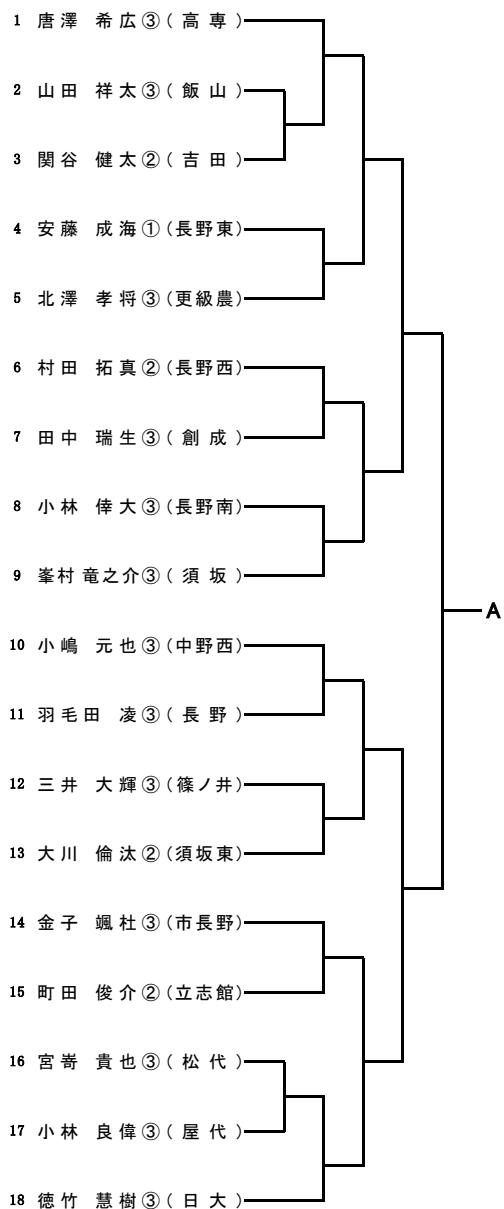 1 唐澤 希広③(高専)
2 山田 祥太③(飯山)
3 関谷 健太②(吉田)
4 安藤 成海①(長野東)
5 北澤 孝将③(更級農)
6 村田 拓真②(長野西)
7 田中 瑞生③(創成)
8 小林 倖大③(長野南)
9 峯村 竜之介③(須坂)
A
10 小嶋 元也③(中野西)
11 羽毛田 凌③(長野)
12 三井 大輝③(篠ノ井)
13 大川 倫汰②(須坂東)
14 金子 颯杜③(市長野)
15 町田 俊介②(立志館)
16 宮嵜 貴也③(松代)
17 小林 良偉③(屋代)
18 徳竹 慧樹③(日大)